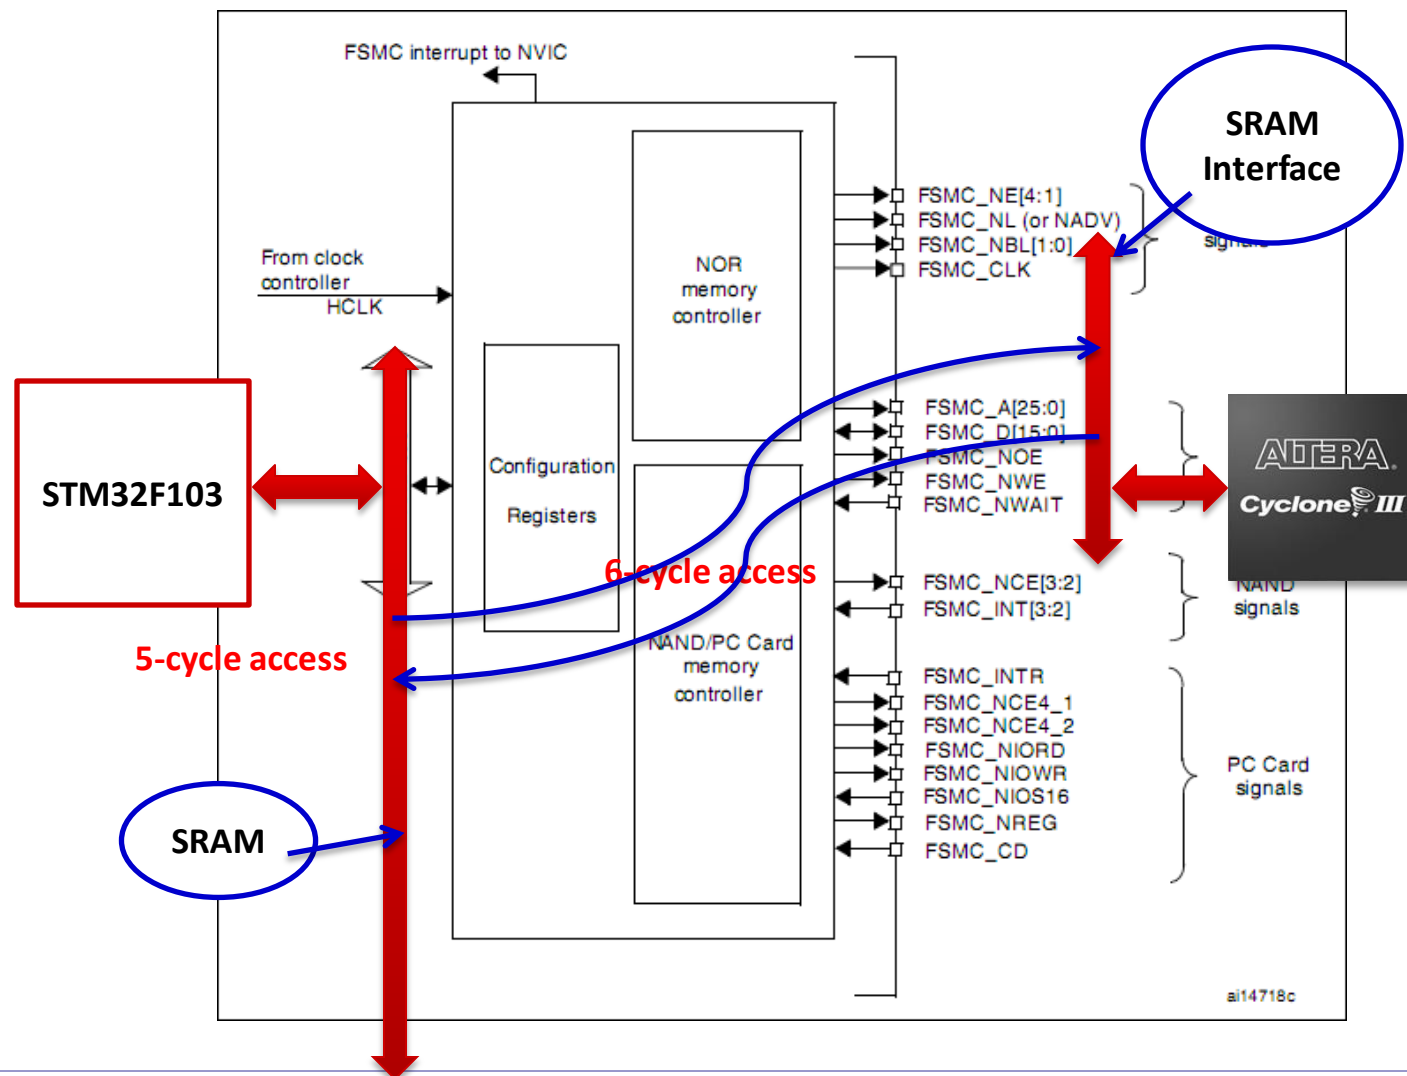 FSMC interrupt to NVIC
SRAM
Interface
FSMC_NE[4:1]
FSMC_NL (or NADV)
FSMC_NBL[1:0]
FSMC_CLK
signals
From clock
controller
HCLK
NOR
memory
controller
STM32F103
Configuration
Registers
FSMC_A[25:0]
FSMC_D[15:0]
FSMC_NOE
FSMC_NWE
FSMC_NWAIT
ALTERA
Cyclone III
6-cycle access
5-cycle access
FSMC_NCE[3:2]
FSMC_INT[3:2]
NAND
signals
NAND/PC Card
memory
controller
FSMC_INTR
FSMC_NCE4_1
FSMC_NCE4_2
FSMC_NIORD
FSMC_NIOWR
FSMC_NIOS16
FSMC_NREG
FSMC_CD
PC Card
signals
SRAM
ai14718c